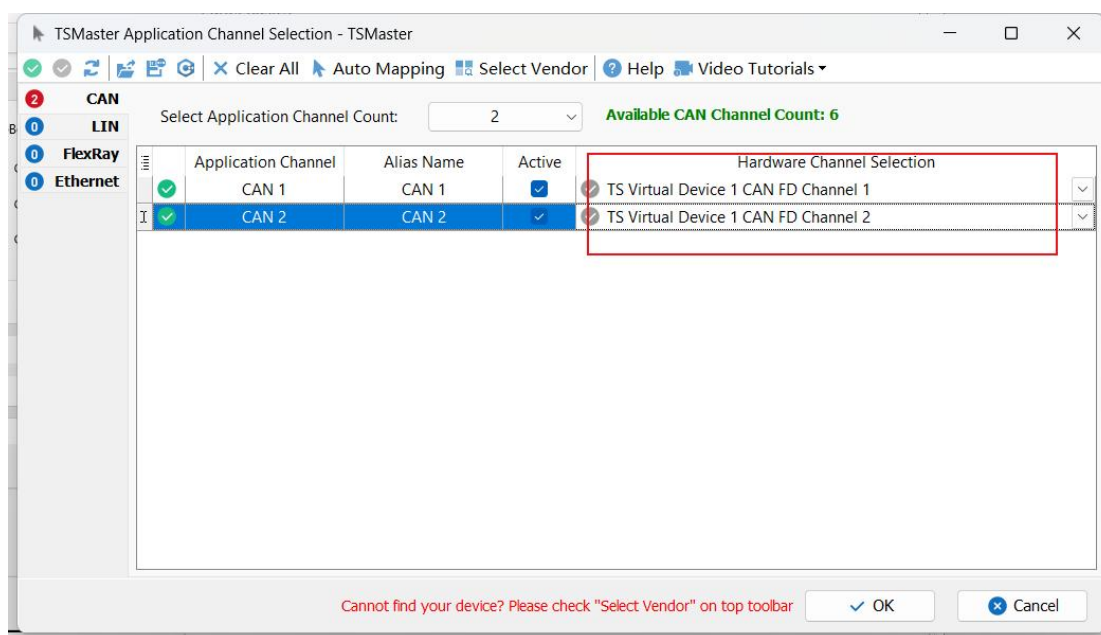 TSMaster Application Channel Selection - TSMaster
Clear All Auto Mapping Select Vendor Help Video Tutorials
2 CAN
0 LIN
0 FlexRay
0 Ethernet
Select Application Channel Count: 2 Available CAN Channel Count: 6
Application Channel Alias Name Active Hardware Channel Selection
CAN 1 CAN 1 TS Virtual Device 1 CAN FD Channel 1
CAN 2 CAN 2 TS Virtual Device 1 CAN FD Channel 2
Cannot find your device? Please check "Select Vendor" on top toolbar OK Cancel